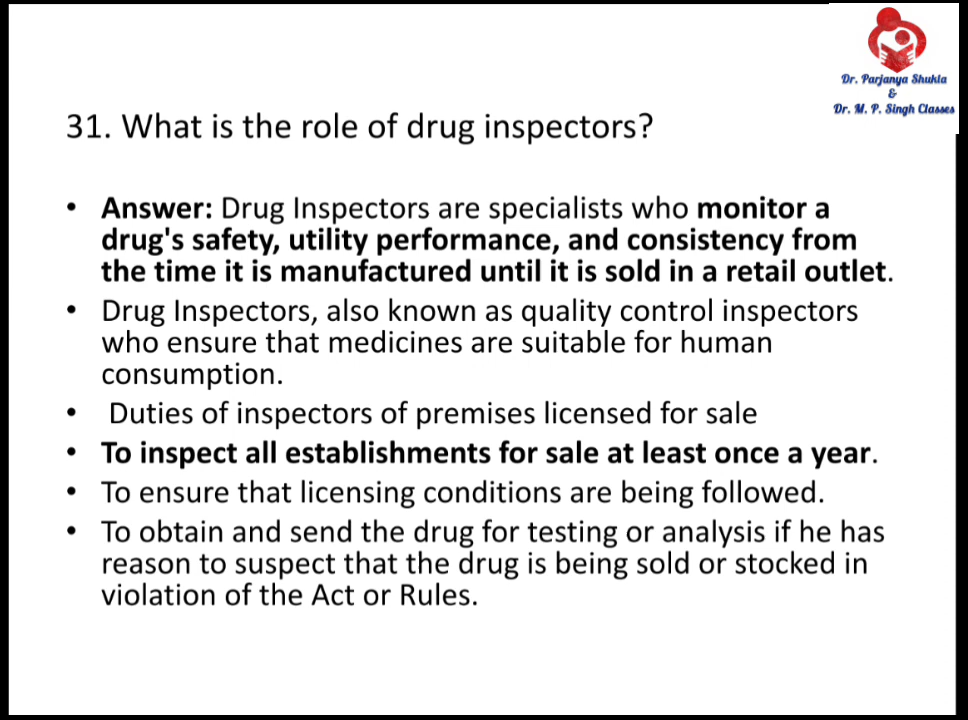 Dr. Parjanya Shukla
&
Dr. M. P. Singh Classes
31. What is the role of drug inspectors?
• Answer: Drug Inspectors are specialists who monitor a
drug's safety, utility performance, and consistency from
the time it is manufactured until it is sold in a retail outlet.
• Drug Inspectors, also known as quality control inspectors
who ensure that medicines are suitable for human
consumption.
• Duties of inspectors of premises licensed for sale
• To inspect all establishments for sale at least once a year.
• To ensure that licensing conditions are being followed.
• To obtain and send the drug for testing or analysis if he has
reason to suspect that the drug is being sold or stocked in
violation of the Act or Rules.